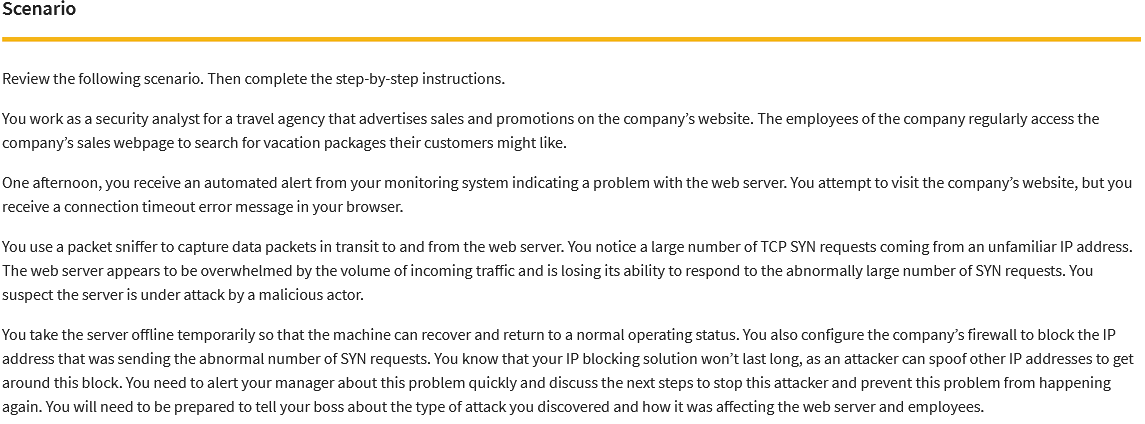 Scenario
Review the following scenario. Then complete the step-by-step instructions.
You work as a security analyst for a travel agency that advertises sales and promotions on the company’s website. The employees of the company regularly access the
company’s sales webpage to search for vacation packages their customers might like.
One afternoon, you receive an automated alert from your monitoring system indicating a problem with the web server. You attempt to visit the company’s website, but you
receive a connection timeout error message in your browser.
You use a packet sniffer to capture data packets in transit to and from the web server. You notice a large number of TCP SYN requests coming from an unfamiliar IP address.
The web server appears to be overwhelmed by the volume of incoming traffic and is losing its ability to respond to the abnormally large number of SYN requests. You
suspect the server is under attack by a malicious actor.
You take the server offline temporarily so that the machine can recover and return to a normal operating status. You also configure the company’s firewall to block the IP
address that was sending the abnormal number of SYN requests. You know that your IP blocking solution won’t last long, as an attacker can spoof other IP addresses to get
around this block. You need to alert your manager about this problem quickly and discuss the next steps to stop this attacker and prevent this problem from happening
again. You will need to be prepared to tell your boss about the type of attack you discovered and how it was affecting the web server and employees.